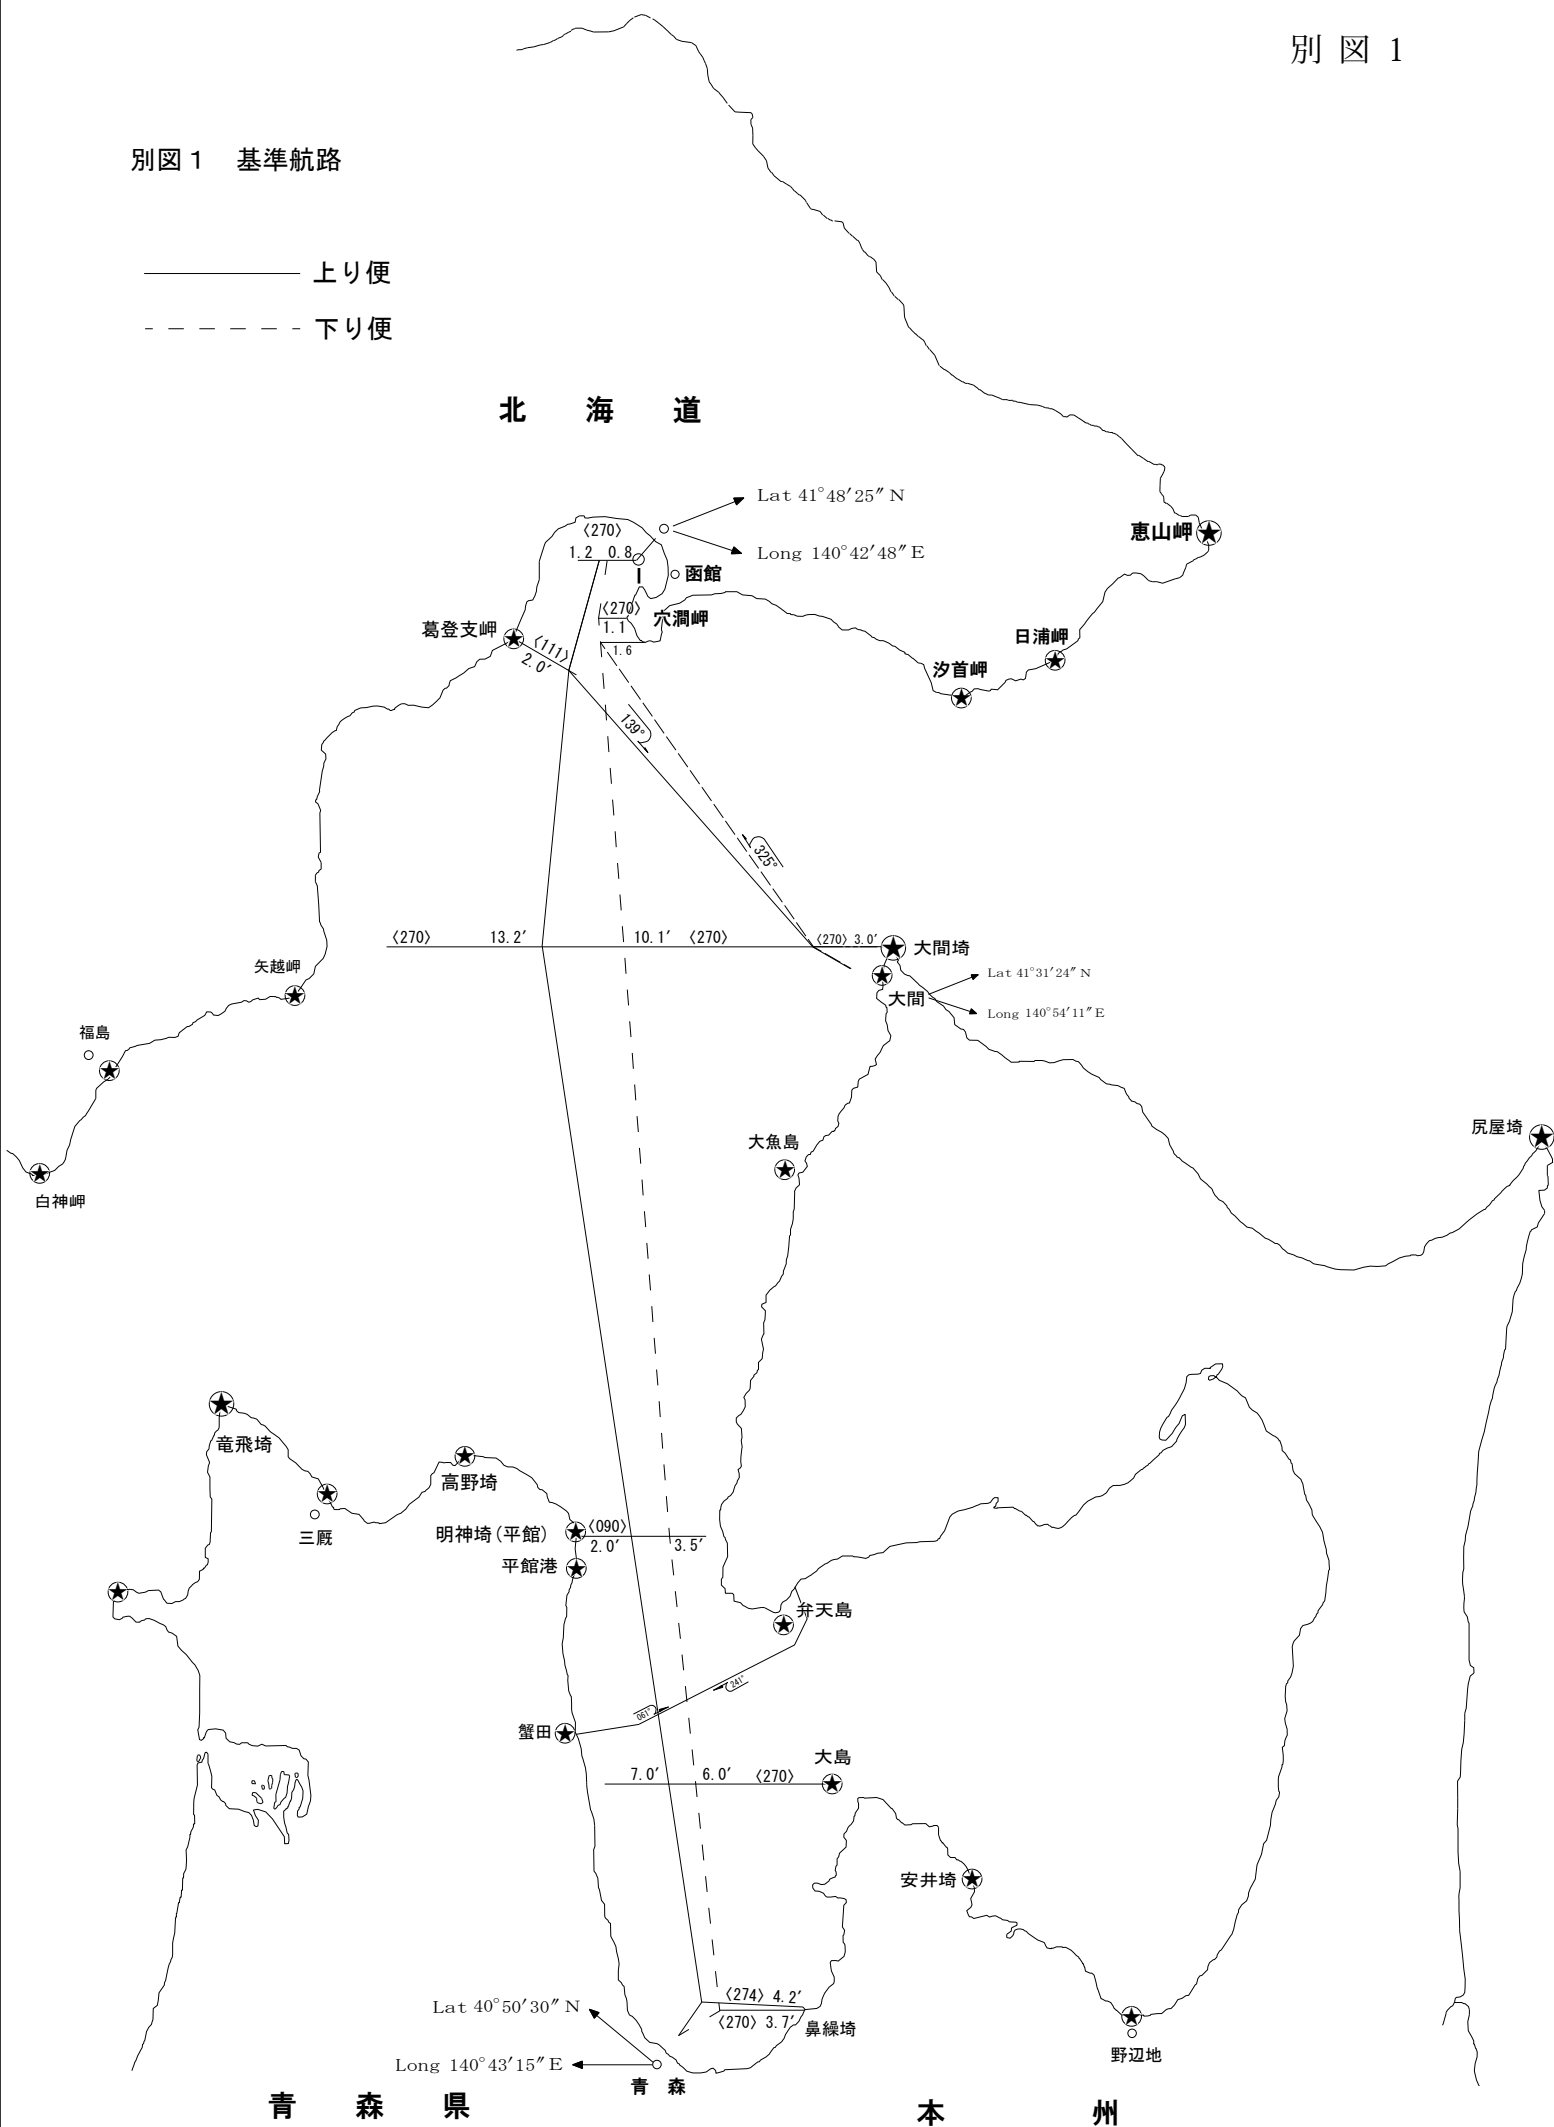 別 図 1
別図1 基準航路
上り便
下り便
北 海 道
Lat 41°48′25″N
〈270〉
恵山岬
1.2 0.8
Long 140°42′48″E
函館
〈270〉
穴澗岬
1.1
葛登支岬
〈111〉
2.0′
1.6
日浦岬
汐首岬
139°
325°
〈270〉 13.2′ 10.1′ 〈270〉 〈270〉 3.0′ 大間埼
矢越岬
Lat 41°31′24″N
大間
Long 140°54′11″E
福島
尻屋埼
大魚島
白神岬
竜飛埼
高野埼
三厩
明神埼(平館) 〈090〉
2.0′ 3.5′
平館港
弁天島
241°
061°
蟹田
大島
7.0′ 6.0′ 〈270〉
安井埼
〈274〉 4.2′
Lat 40°50′30″N
〈270〉 3.7′ 鼻繰埼
野辺地
Long 140°43′15″E
青 森
青 森 県
本 州